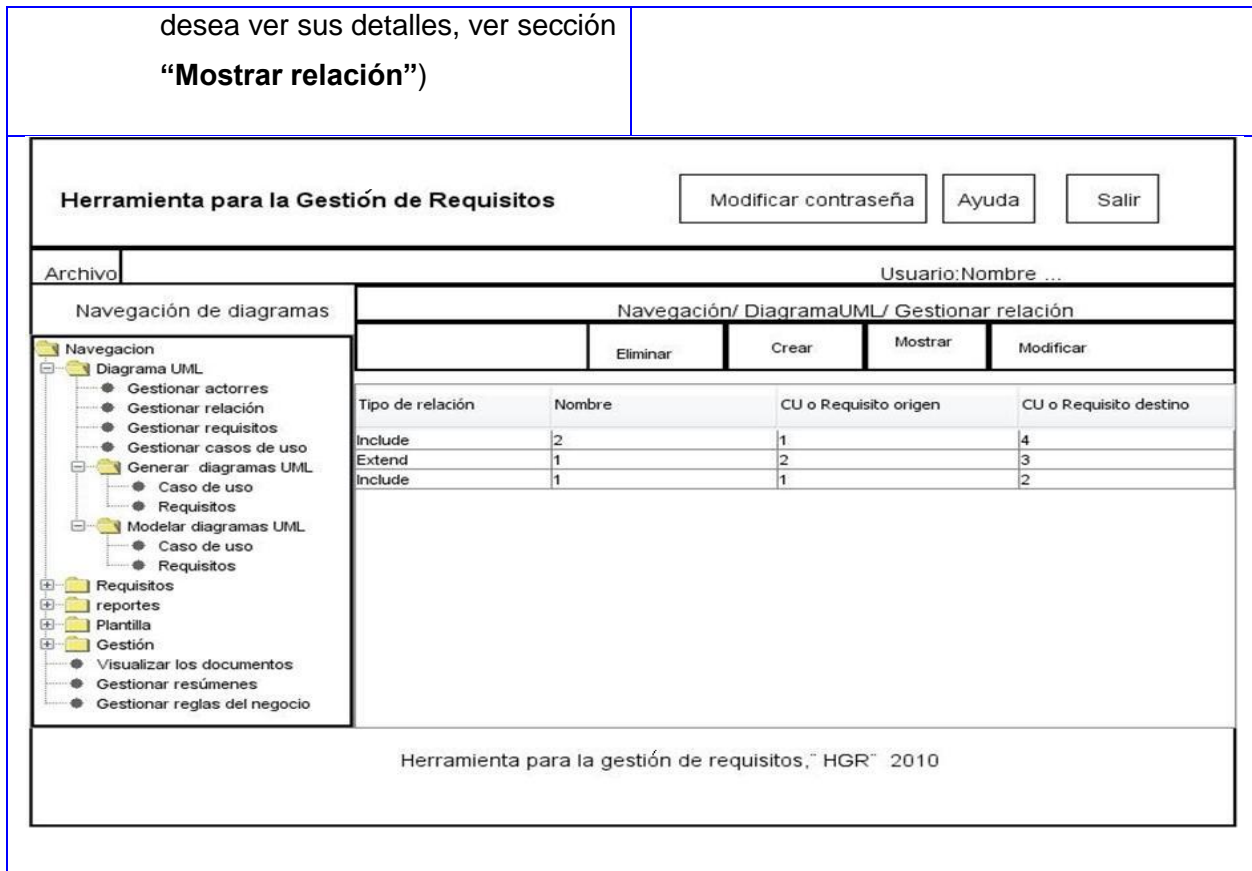 desea ver sus detalles, ver sección
“Mostrar relación”)
Herramienta para la Gestión de Requisitos
Modificar contraseña
Ayuda
Salir
Archivo
Usuario:Nombre ...
Navegación de diagramas
Navegación/ DiagramaUML/ Gestionar relación
Eliminar
Crear
Mostrar
Modificar
Navegacion
Diagrama UML
Gestionar actorres
Gestionar relación
Gestionar requisitos
Gestionar casos de uso
Generar diagramas UML
Caso de uso
Requisitos
Modelar diagramas UML
Caso de uso
Requisitos
Requisitos
reportes
Plantilla
Gestión
Visualizar los documentos
Gestionar resúmenes
Gestionar reglas del negocio
Tipo de relación Nombre CU o Requisito origen CU o Requisito destino
Include 2 1 4
Extend 1 2 3
Include 1 1 2
Herramienta para la gestión de requisitos,¨ HGR¨ 2010